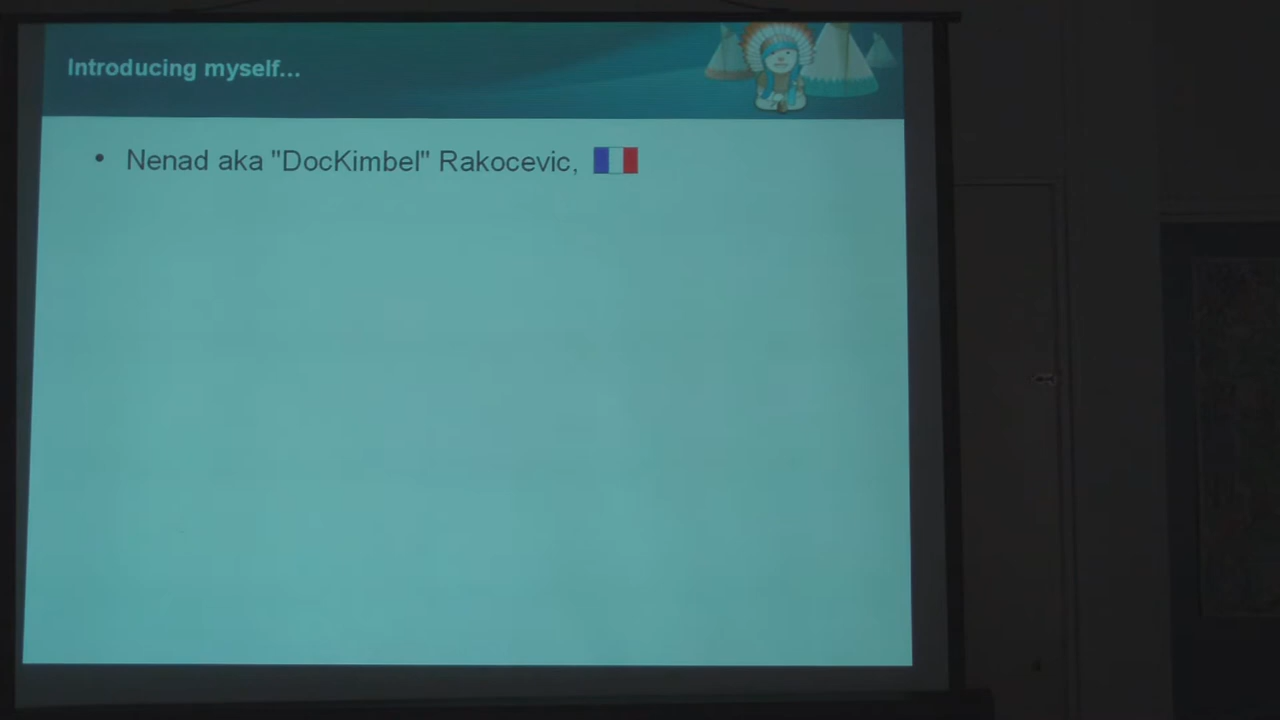 Introducing myself...
• Nenad aka "DocKimbel" Rakocevic,